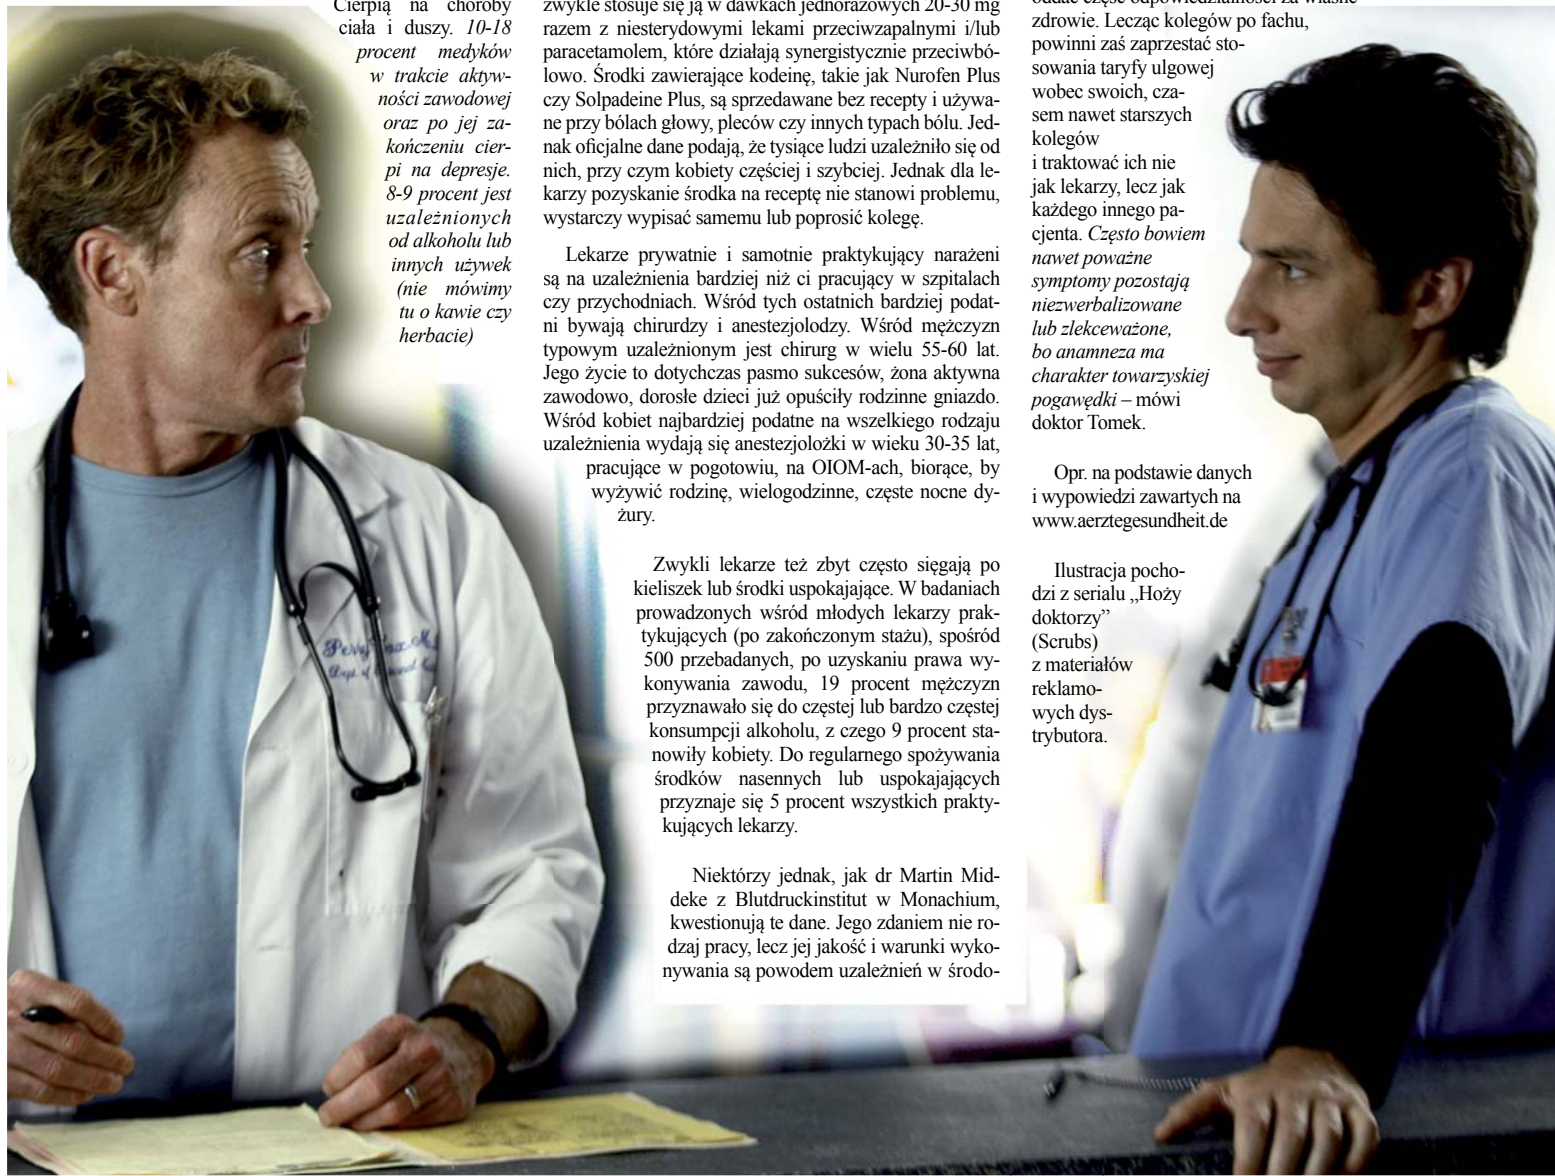 Cierpią na choroby
ciała i duszy. 10-18
procent medyków
w trakcie aktyw-
ności zawodowej
oraz po jej za-
kończeniu cier-
pi na depresje.
8-9 procent jest
uzależnionych
od alkoholu lub
innych używek
(nie mówimy
tu o kawie czy
herbacie)
zwykle stosuje się ją w dawkach jednorazowych 20-30 mg
razem z niesterydowymi lekami przeciwzapalnymi i/lub
paracetamolem, które działają synergistycznie przeciwbó-
lowo. Środki zawierające kodeinę, takie jak Nurofen Plus
czy Solpadeine Plus, są sprzedawane bez recepty i używa-
ne przy bólach głowy, pleców czy innych typach bólu. Jed-
nak oficjalne dane podają, że tysiące ludzi uzależniło się od
nich, przy czym kobiety częściej i szybciej. Jednak dla le-
karzy pozyskanie środka na receptę nie stanowi problemu,
wystarczy wypisać samemu lub poprosić kolegę.
Lekarze prywatnie i samotnie praktykujący narażeni
są na uzależnienia bardziej niż ci pracujący w szpitalach
czy przychodniach. Wśród tych ostatnich bardziej podat-
ni bywają chirurdzy i anestezjolodzy. Wśród mężczyzn
typowym uzależnionym jest chirurg w wielu 55-60 lat.
Jego życie to dotychczas pasmo sukcesów, żona aktywna
zawodowo, dorosłe dzieci już opuściły rodzinne gniazdo.
Wśród kobiet najbardziej podatne na wszelkiego rodzaju
uzależnienia wydają się anestezjolożki w wieku 30-35 lat,
pracujące w pogotowiu, na OIOM-ach, biorące, by
wyżywić rodzinę, wielogodzinne, częste nocne dy-
żury.
Zwykli lekarze też zbyt często sięgają po
kieliszek lub środki uspokajające. W badaniach
prowadzonych wśród młodych lekarzy prak-
tykujących (po zakończonym stażu), spośród
500 przebadanych, po uzyskaniu prawa wy-
konywania zawodu, 19 procent mężczyzn
przyznawało się do częstej lub bardzo częstej
konsumpcji alkoholu, z czego 9 procent sta-
nowiły kobiety. Do regularnego spożywania
środków nasennych lub uspokajających
przyznaje się 5 procent wszystkich prakty-
kujących lekarzy.
Niektórzy jednak, jak dr Martin Mid-
deke z Blutdruckinstitut w Monachium,
kwestionują te dane. Jego zdaniem nie ro-
dzaj pracy, lecz jej jakość i warunki wyko-
nywania są powodem uzależnień w środo-
oddać część odpowiedzialności za własne
zdrowie. Lecząc kolegów po fachu,
powinni zaś zaprzestać sto-
sowania taryfy ulgowej
wobec swoich, cza-
sem nawet starszych
kolegów
i traktować ich nie
jak lekarzy, lecz jak
każdego innego pa-
cjenta. Często bowiem
nawet poważne
symptomy pozostają
niezwerbalizowane
lub zlekceważone,
bo anamneza ma
charakter towarzyskiej
pogawędki – mówi
doktor Tomek.
Opr. na podstawie danych
i wypowiedzi zawartych na
www.aerztegesundheit.de
Ilustracja pocho-
dzi z serialu „Hoży
doktorzy”
(Scrubs)
z materiałów
reklamo-
wych dys-
trybutora.
Dept. of